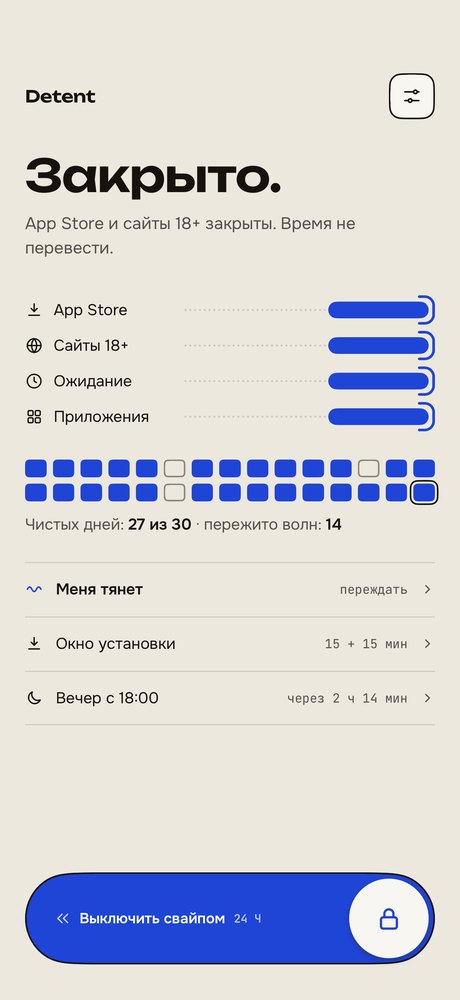 Detent
Закрыто.
App Store и сайты 18+ закрыты. Время не
перевести.
App Store
Сайты 18+
Ожидание
Приложения
Чистых дней: 27 из 30 · пережито волн: 14
Меня тянет переждать
Окно установки 15 + 15 мин
Вечер с 18:00 через 2 ч 14 мин
Выключить свайпом 24 Ч